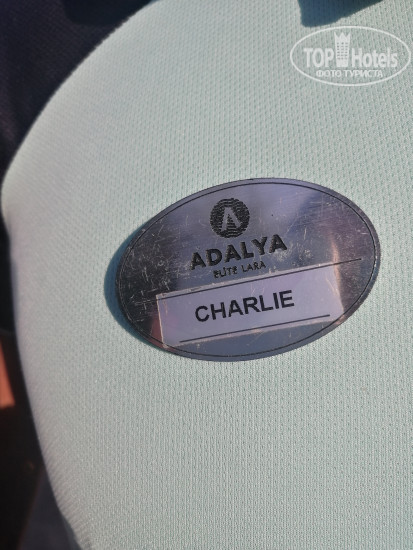 TOP Hotels
ФОТО ТУРИСТА
A
ADALYA
ELITE LARA
CHARLIE